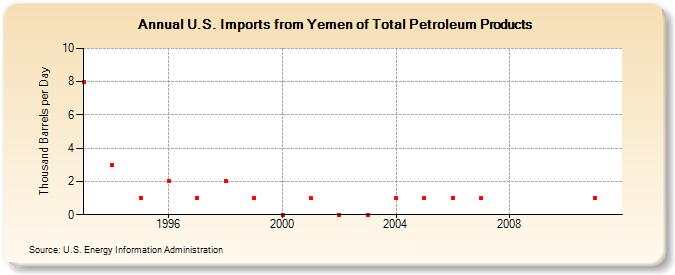 Annual U.S. Imports from Yemen of Total Petroleum Products
Thousand Barrels per Day
10
8
6
4
2
0
1996 2000 2004 2008
Source: U.S. Energy Information Administration